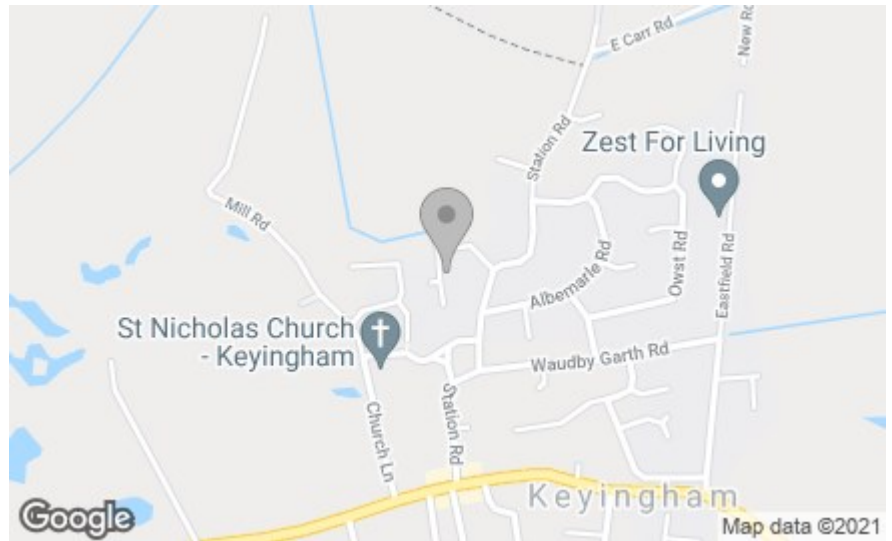 E Carr Rd
New Rd
Station Rd
Zest For Living
Mill Rd
Owst Rd
Eastfield Rd
Albemarle Rd
St Nicholas Church
- Keyingham
Waudby Garth Rd
Church Ln
Station Rd
Keyingham
Google
Map data ©2021